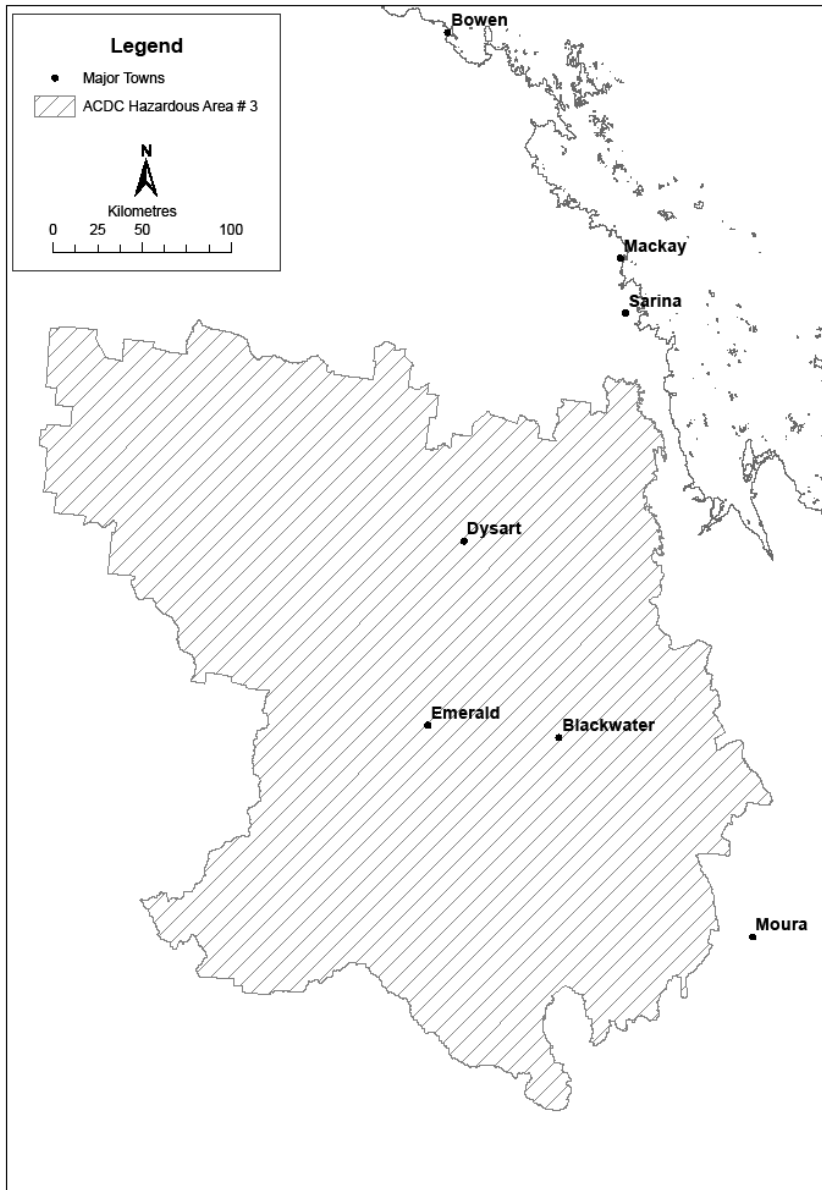 Legend
Major Towns
ACDC Hazardous Area # 3
N
Kilometres
0 25 50 100
Bowen
Mackay
Sarina
Dysart
Emerald
Blackwater
Moura